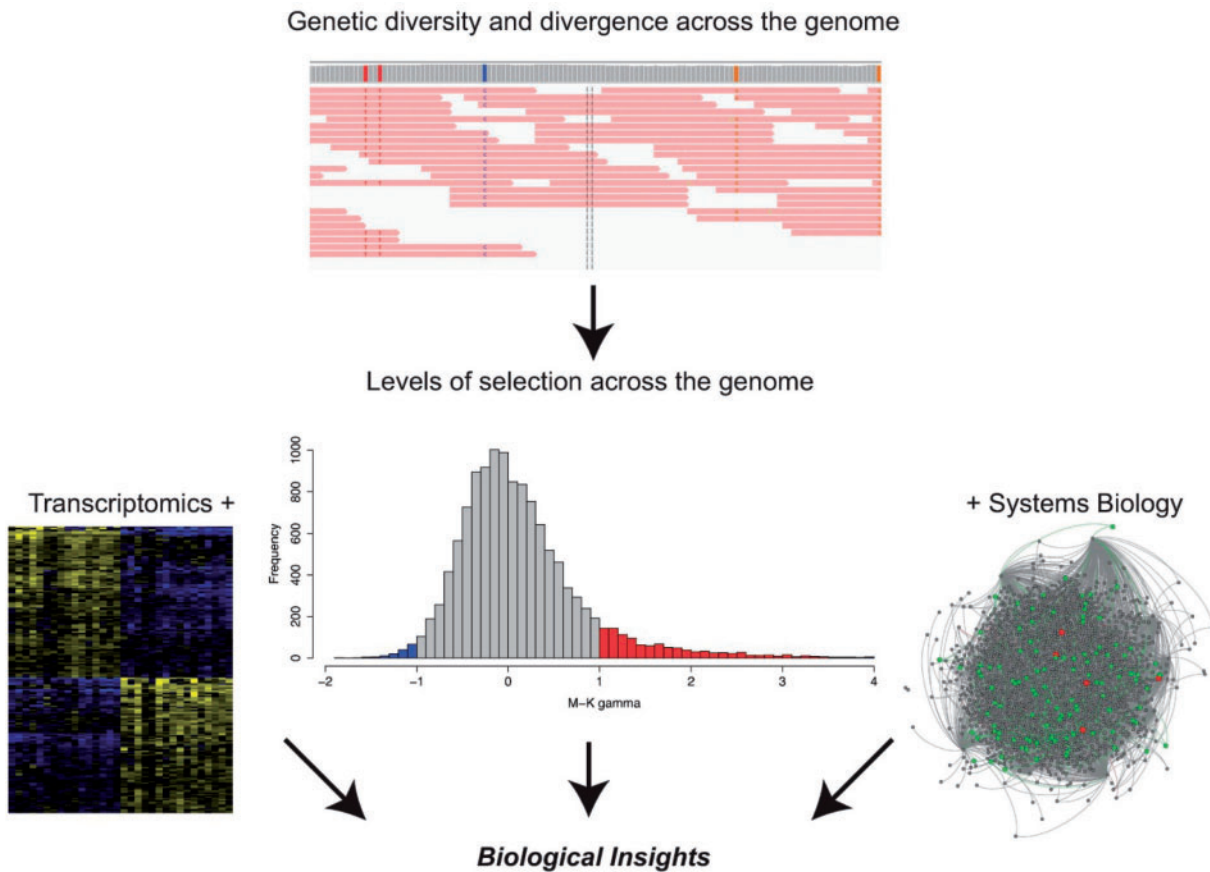 Genetic diversity and divergence across the genome
Levels of selection across the genome
Transcriptomics +
+ Systems Biology
Frequency
1000
800
600
400
200
0
-2
-1
0
1
2
3
4
M-K gamma
Biological Insights